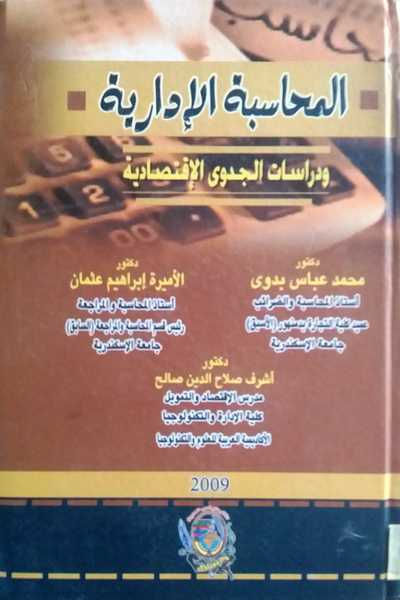 محاسبات
المحاسبة الإدارية
ودراسات الجدوى الإقتصادية
دكتور
محمد عباس بدوى
أستاذ المحاسبة والضرائب
عميد كلية التجارة بدمنهور (الأسبق)
جامعة الإسكندرية
دكتور
الأميرة إبراهيم عثمان
أستاذ المحاسبة والمراجعة
رئيس قسم المحاسبة والمراجعة (السابق)
جامعة الإسكندرية
دكتور
أشرف صلاح الدين صالح
مدرس الإقتصاد والتمويل
كلية الإدارة والتكنولوجيا
الأكاديمية العربية للعلوم والتكنولوجيا
2009